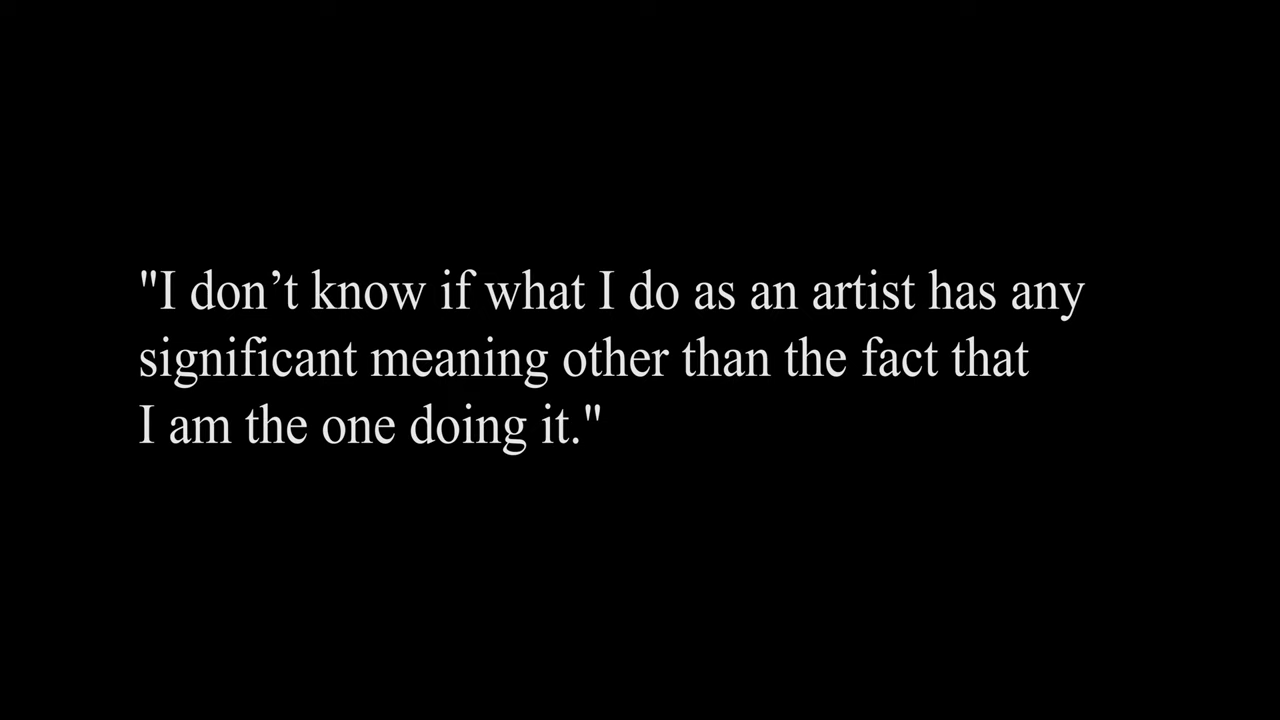 "I don’t know if what I do as an artist has any
significant meaning other than the fact that
I am the one doing it."